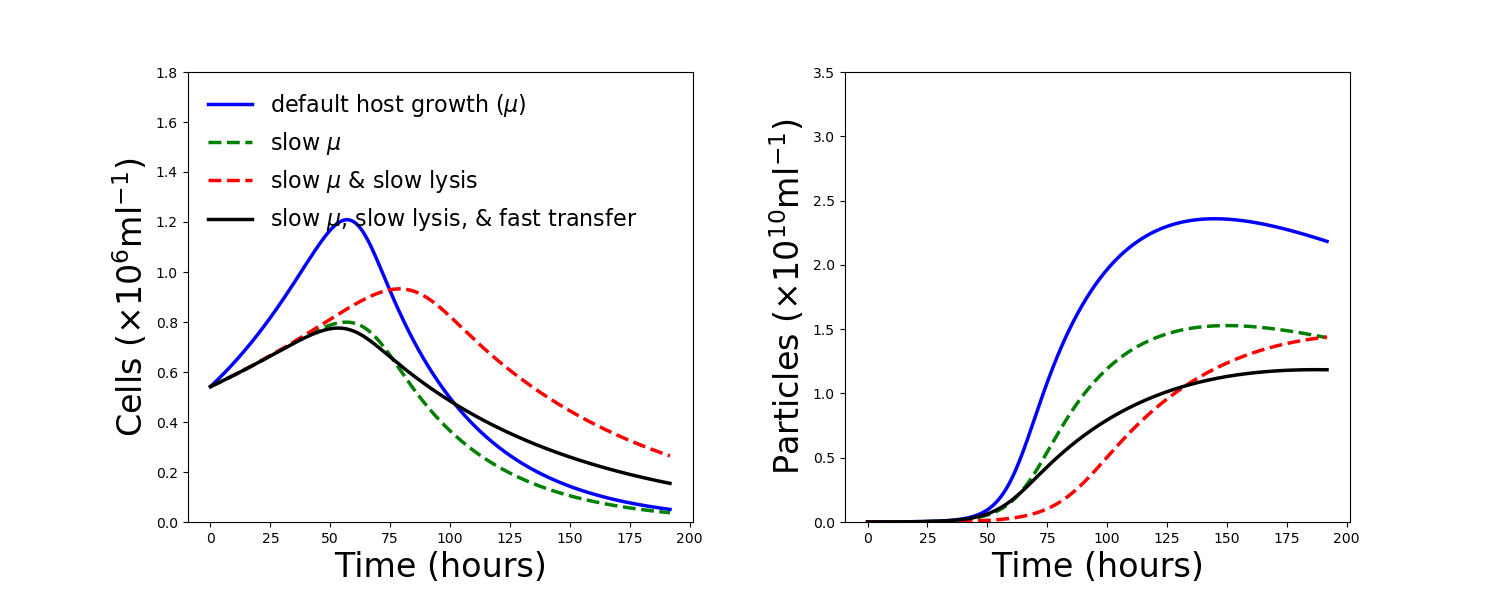 1.8
1.6
1.4
1.2
1.0
0.8
0.6
0.4
0.2
0.0
Cells (×10⁶ml⁻¹)
default host growth (μ)
slow μ
slow μ & slow lysis
slow μ, slow lysis, & fast transfer
0 25 50 75 100 125 150 175 200
Time (hours)
3.5
3.0
2.5
2.0
1.5
1.0
0.5
0.0
Particles (×10¹⁰ml⁻¹)
0 25 50 75 100 125 150 175 200
Time (hours)